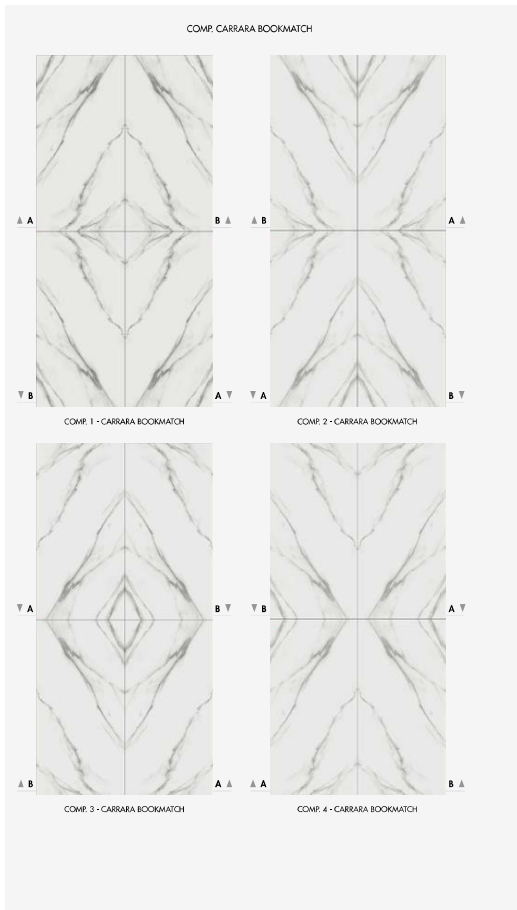 COMP. CARRARA BOOKMATCH
A B
B A
B A
A B
COMP. 1 - CARRARA BOOKMATCH
COMP. 2 - CARRARA BOOKMATCH
A B
B A
B A
A B
COMP. 3 - CARRARA BOOKMATCH
COMP. 4 - CARRARA BOOKMATCH